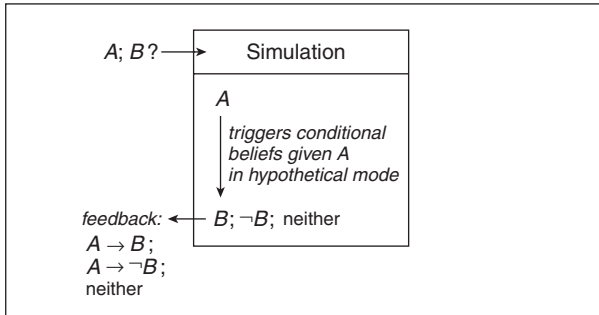 A; B?
Simulation
A
triggers conditional
beliefs given A
in hypothetical mode
B; ¬B; neither
feedback:
A → B;
A → ¬B;
neither